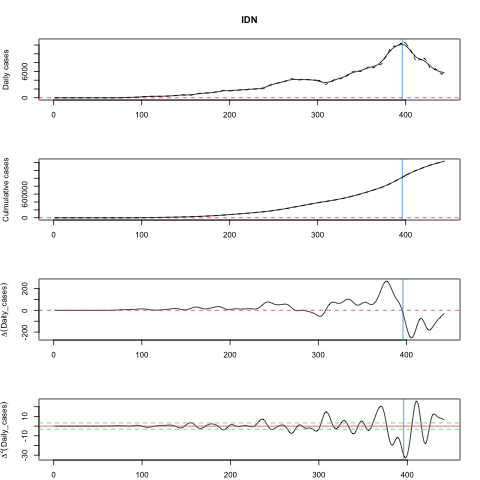 IDN
Daily cases
0 6000
0 100 200 300 400
Culmulative cases
0 600000
0 100 200 300 400
Δ(Daily_cases)
-200 0 200
0 100 200 300 400
Δ²(Daily_cases)
-30 -10 10
0 100 200 300 400